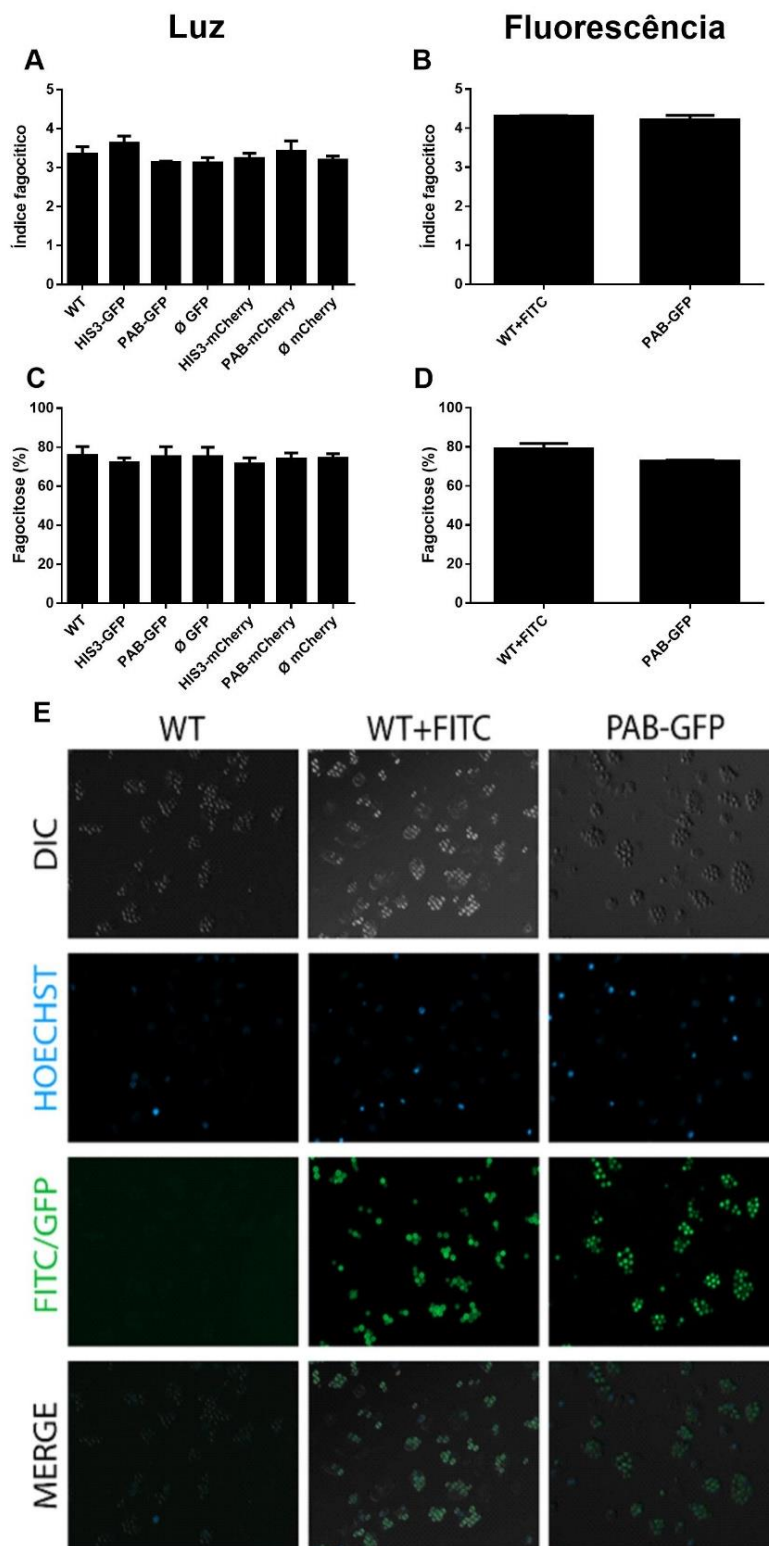 Luz
Fluorescência
A
Índice fagocítico
5
4
3
2
1
0
WT
HIS3-GFP
PAB-GFP
Ø GFP
HIS3-mCherry
PAB-mCherry
Ø mCherry
B
Índice fagocítico
5
4
3
2
1
0
WT+FITC
PAB-GFP
C
Fagocitose (%)
100
80
60
40
20
0
WT
HIS3-GFP
PAB-GFP
Ø GFP
HIS3-mCherry
PAB-mCherry
Ø mCherry
D
Fagocitose (%)
100
80
60
40
20
0
WT+FITC
PAB-GFP
E
WT
WT+FITC
PAB-GFP
DIC
HOECHST
FITC/GFP
MERGE